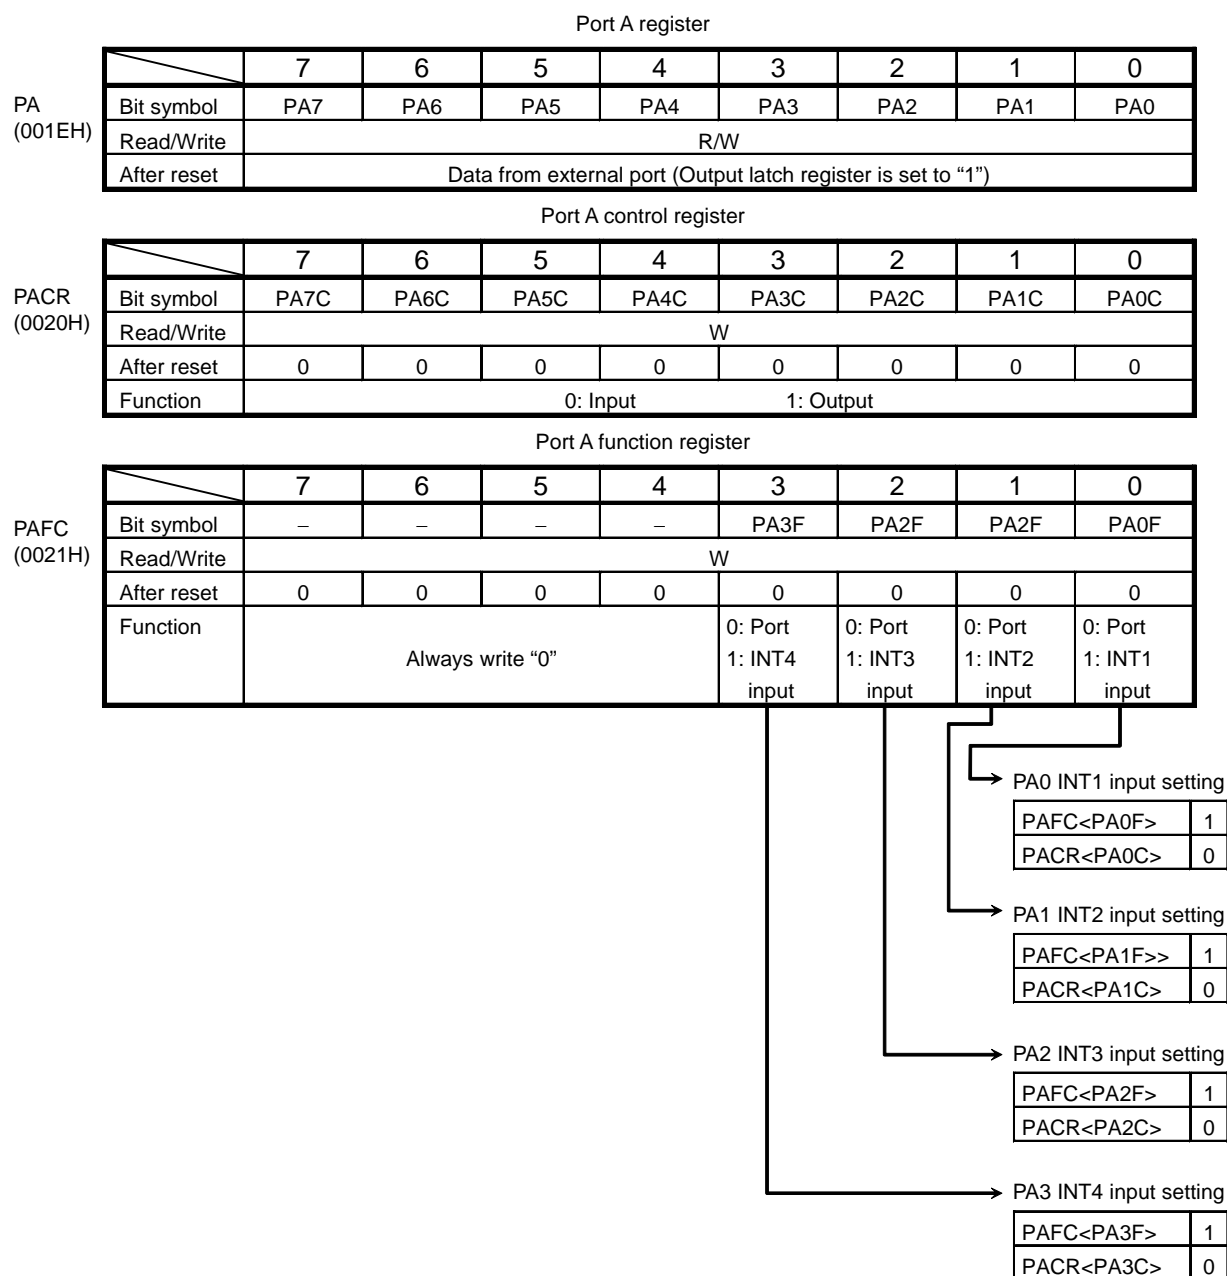 Port A register
7 6 5 4 3 2 1 0
PA
(001EH)
Bit symbol PA7 PA6 PA5 PA4 PA3 PA2 PA1 PA0
Read/Write R/W
After reset Data from external port (Output latch register is set to “1”)
Port A control register
7 6 5 4 3 2 1 0
PACR
(0020H)
Bit symbol PA7C PA6C PA5C PA4C PA3C PA2C PA1C PA0C
Read/Write W
After reset 0 0 0 0 0 0 0 0
Function 0: Input 1: Output
Port A function register
7 6 5 4 3 2 1 0
PAFC
(0021H)
Bit symbol – – – – PA3F PA2F PA2F PA0F
Read/Write W
After reset 0 0 0 0 0 0 0 0
Function 0: Port 0: Port 0: Port 0: Port
Always write “0” 1: INT4 1: INT3 1: INT2 1: INT1
input input input input
PA0 INT1 input setting
PAFC<PA0F> 1
PACR<PA0C> 0
PA1 INT2 input setting
PAFC<PA1F>> 1
PACR<PA1C> 0
PA2 INT3 input setting
PAFC<PA2F> 1
PACR<PA2C> 0
PA3 INT4 input setting
PAFC<PA3F> 1
PACR<PA3C> 0